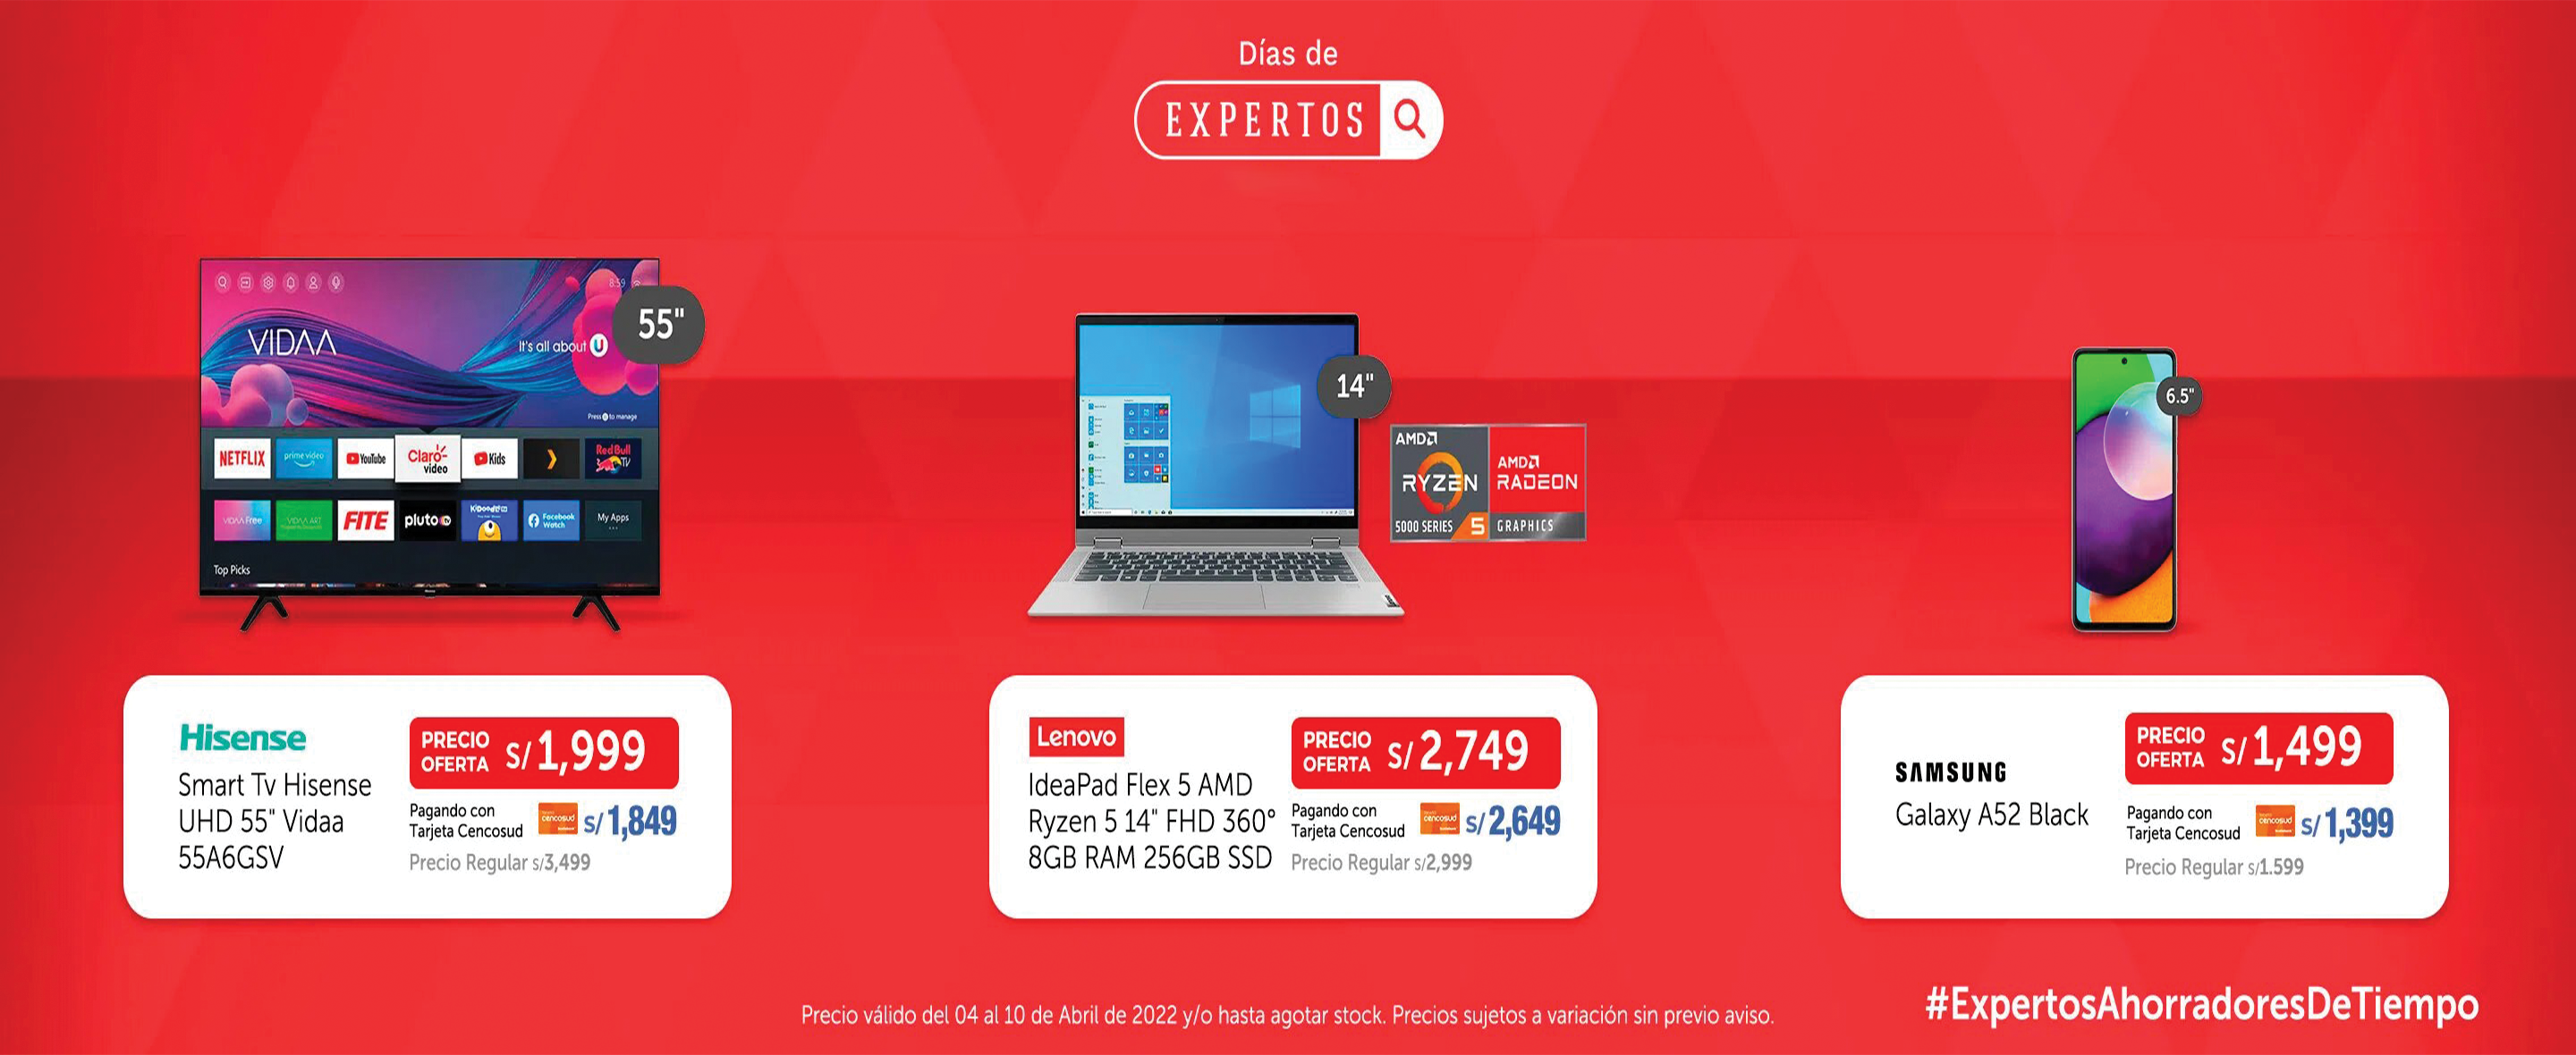 Días de
EXPERTOS
8:59
VIDAA
It's all about U
Press to manage
55"
NETFLIX
prime video
YouTube
Claro-
video
Kids
Red Bull
TV
VIDAA Free
VIDAA ART
FITE
pluto tv
Facebook
Watch
My Apps
Top Picks
Hisense
14"
AMD
RYZEN
5000 SERIES 5
AMD
RADEON
GRAPHICS
Lenovo
6.5"
Hisense
Smart Tv Hisense
UHD 55" Vidaa
55A6GSV
PRECIO
OFERTA
S/ 1,999
Pagando con
Tarjeta Cencosud
cencosud
S/ 1,849
Precio Regular s/3,499
Lenovo
IdeaPad Flex 5 AMD
Ryzen 5 14" FHD 360°
8GB RAM 256GB SSD
PRECIO
OFERTA
S/ 2,749
Pagando con
Tarjeta Cencosud
cencosud
S/ 2,649
Precio Regular s/2,999
SAMSUNG
Galaxy A52 Black
PRECIO
OFERTA
S/ 1,499
Pagando con
Tarjeta Cencosud
cencosud
S/ 1,399
Precio Regular s/1.599
Precio válido del 04 al 10 de Abril de 2022 y/o hasta agotar stock. Precios sujetos a variación sin previo aviso.
#ExpertosAhorradoresDeTiempo